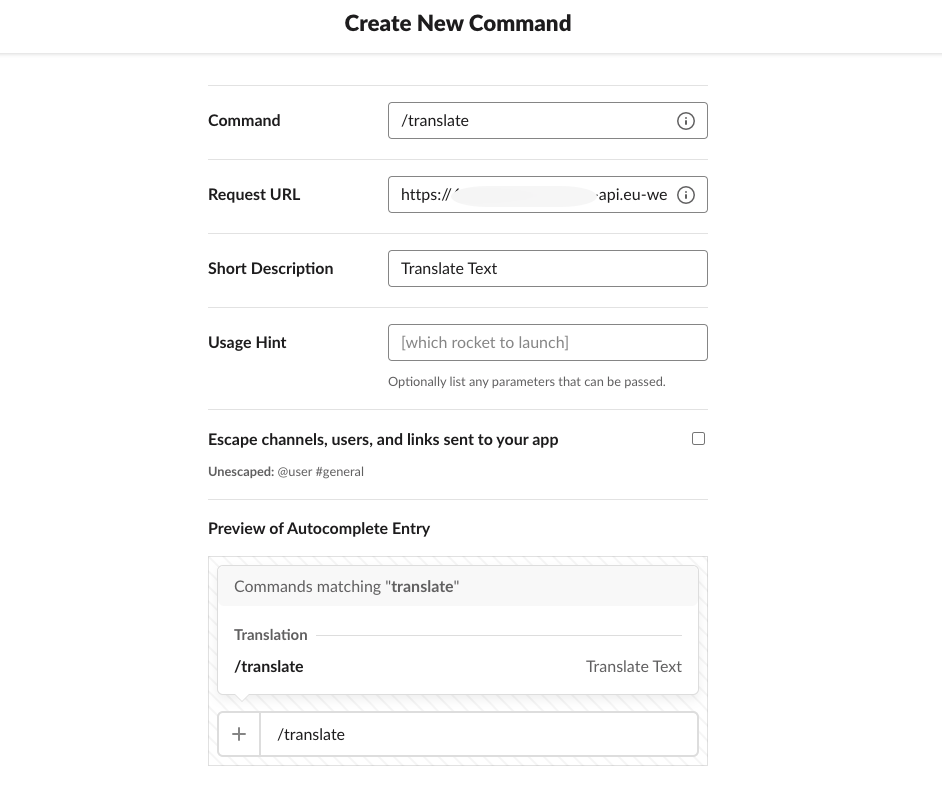 Create New Command
Command
/translate
Request URL
https:// -api.eu-we
Short Description
Translate Text
Usage Hint
[which rocket to launch]
Optionally list any parameters that can be passed.
Escape channels, users, and links sent to your app
Unescaped: @user #general
Preview of Autocomplete Entry
Commands matching "translate"
Translation
/translate Translate Text
+ /translate